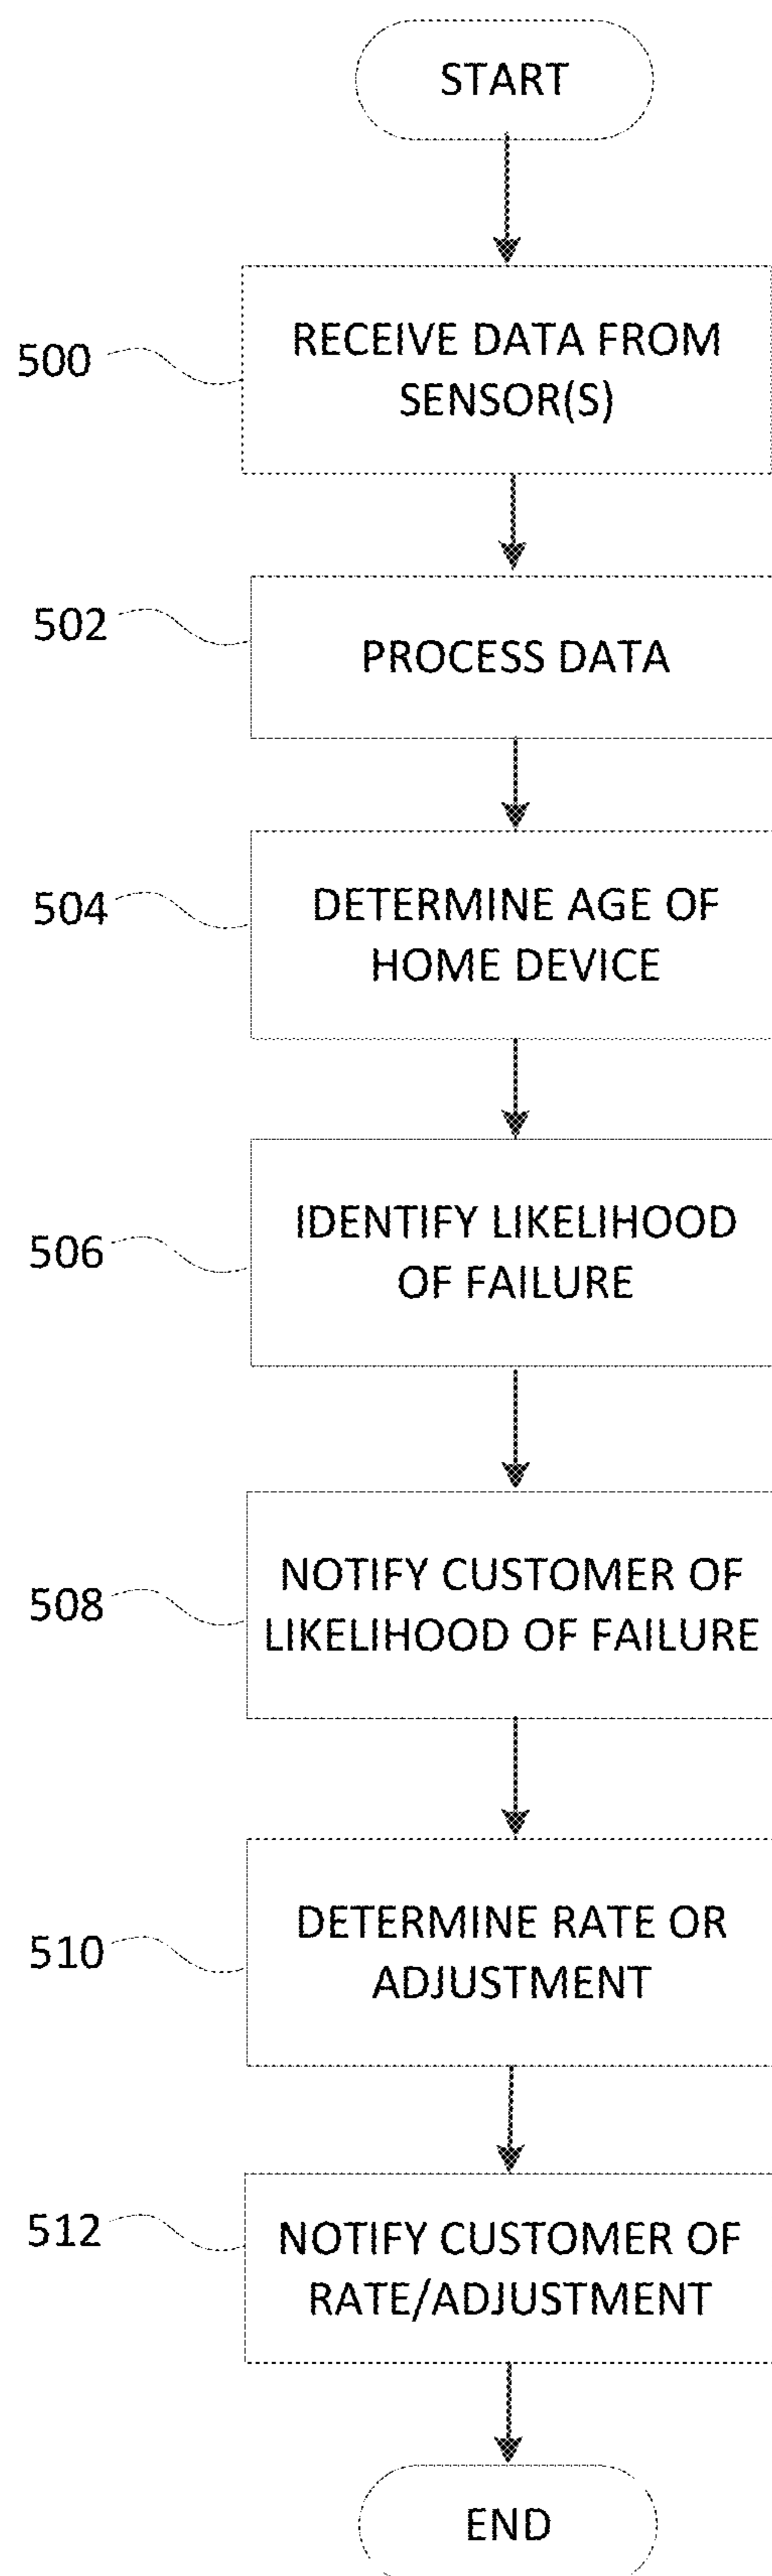 START
500
RECEIVE DATA FROM
SENSOR(S)
502
PROCESS DATA
504
DETERMINE AGE OF
HOME DEVICE
506
IDENTIFY LIKELIHOOD
OF FAILURE
508
NOTIFY CUSTOMER OF
LIKELIHOOD OF FAILURE
510
DETERMINE RATE OR
ADJUSTMENT
512
NOTIFY CUSTOMER OF
RATE/ADJUSTMENT
END